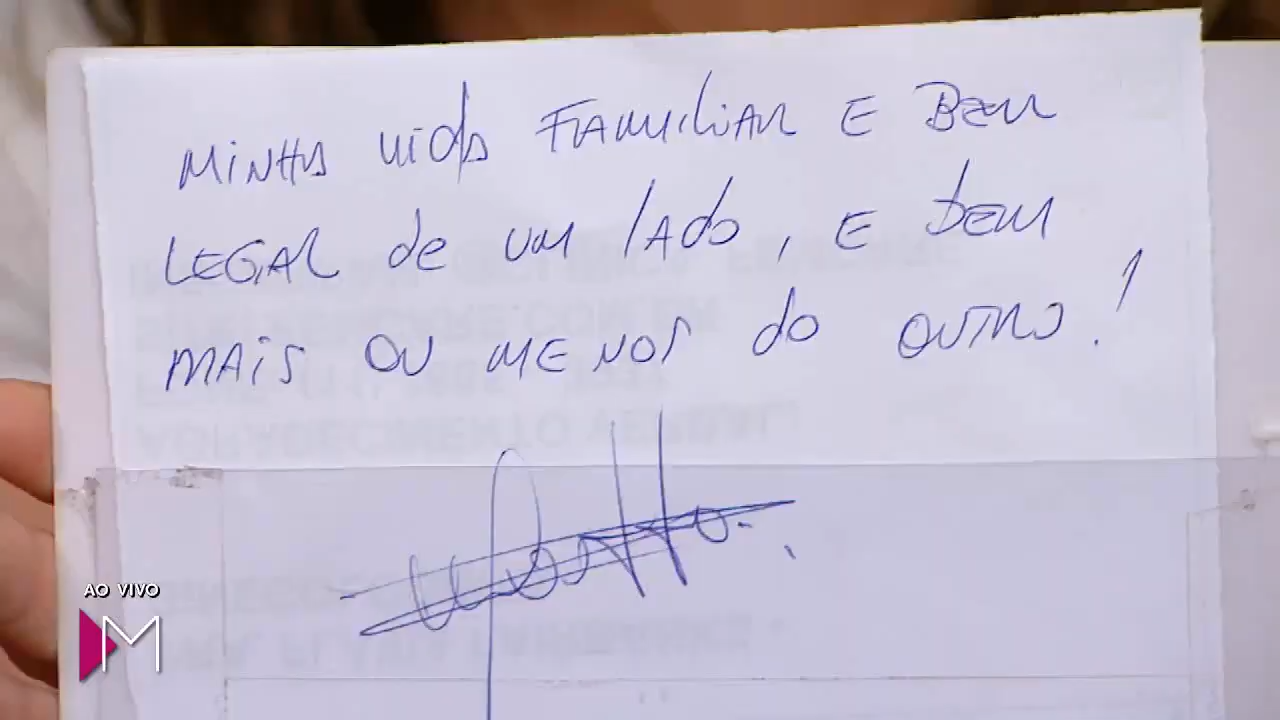 MINHA vida FAMILIAR E BEM
LEGAL de UM lAdO, E bEM
MAIS OU MENOS do OUTRO!
AO VIVO
M